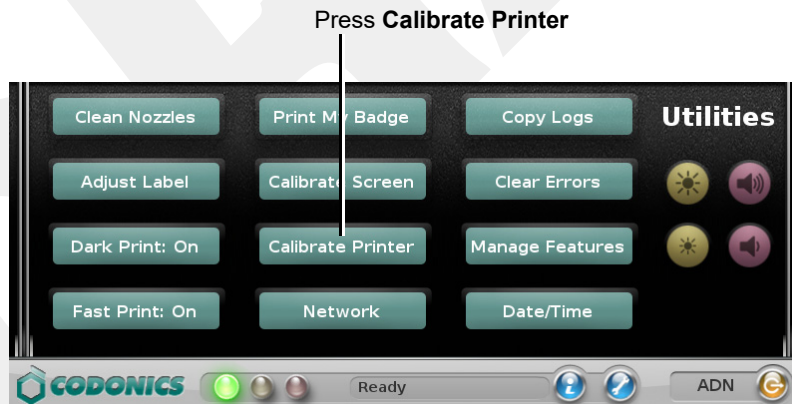 Press Calibrate Printer
Clean Nozzles Print My Badge Copy Logs Utilities
Adjust Label Calibrate Screen Clear Errors
Dark Print: On Calibrate Printer Manage Features
Fast Print: On Network Date/Time
CODONICS Ready ADN